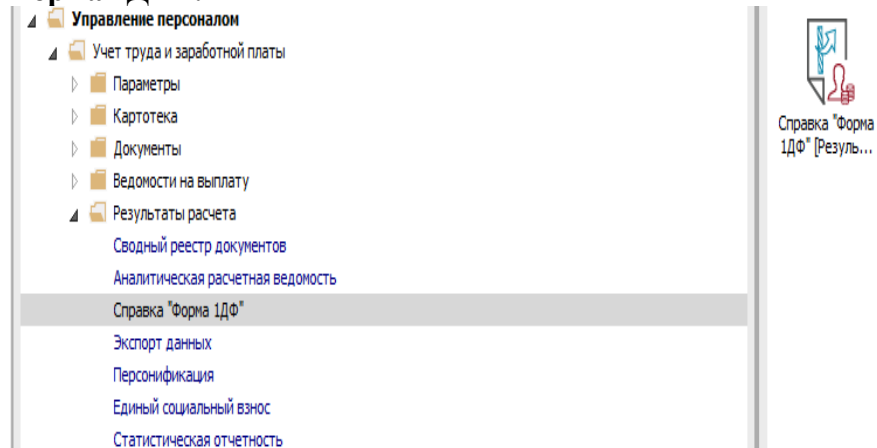 Управление персоналом
Учет труда и заработной платы
Параметры
Картотека
Документы
Ведомости на выплату
Результаты расчета
Сводный реестр документов
Аналитическая расчетная ведомость
Справка "Форма 1ДФ"
Экспорт данных
Персонификация
Единый социальный взнос
Статистическая отчетность
Справка "Форма
1ДФ" [Резуль...